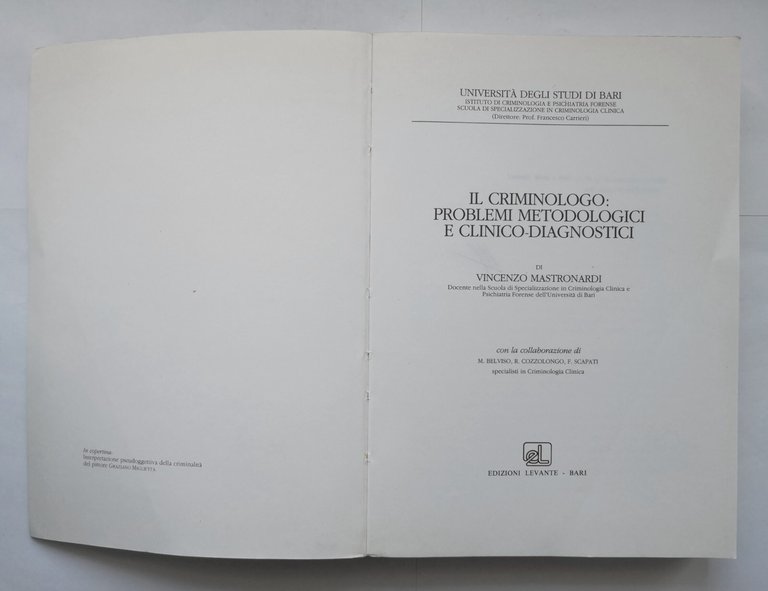 In copertina:
Interpretazione pseudoggettiva della criminalità
del pittore GRAZIANO MIGLIETTA
UNIVERSITÀ DEGLI STUDI DI BARI
ISTITUTO DI CRIMINOLOGIA E PSICHIATRIA FORENSE
SCUOLA DI SPECIALIZZAZIONE IN CRIMINOLOGIA CLINICA
(Direttore: Prof. Francesco Carrieri)
IL CRIMINOLOGO:
PROBLEMI METODOLOGICI
E CLINICO-DIAGNOSTICI
DI
VINCENZO MASTRONARDI
Docente nella Scuola di Specializzazione in Criminologia Clinica e
Psichiatria Forense dell'Università di Bari
con la collaborazione di
M. BELVISO, R. COZZOLONGO, F. SCAPATI
specialisti in Criminologia Clinica
eL
EDIZIONI LEVANTE - BARI